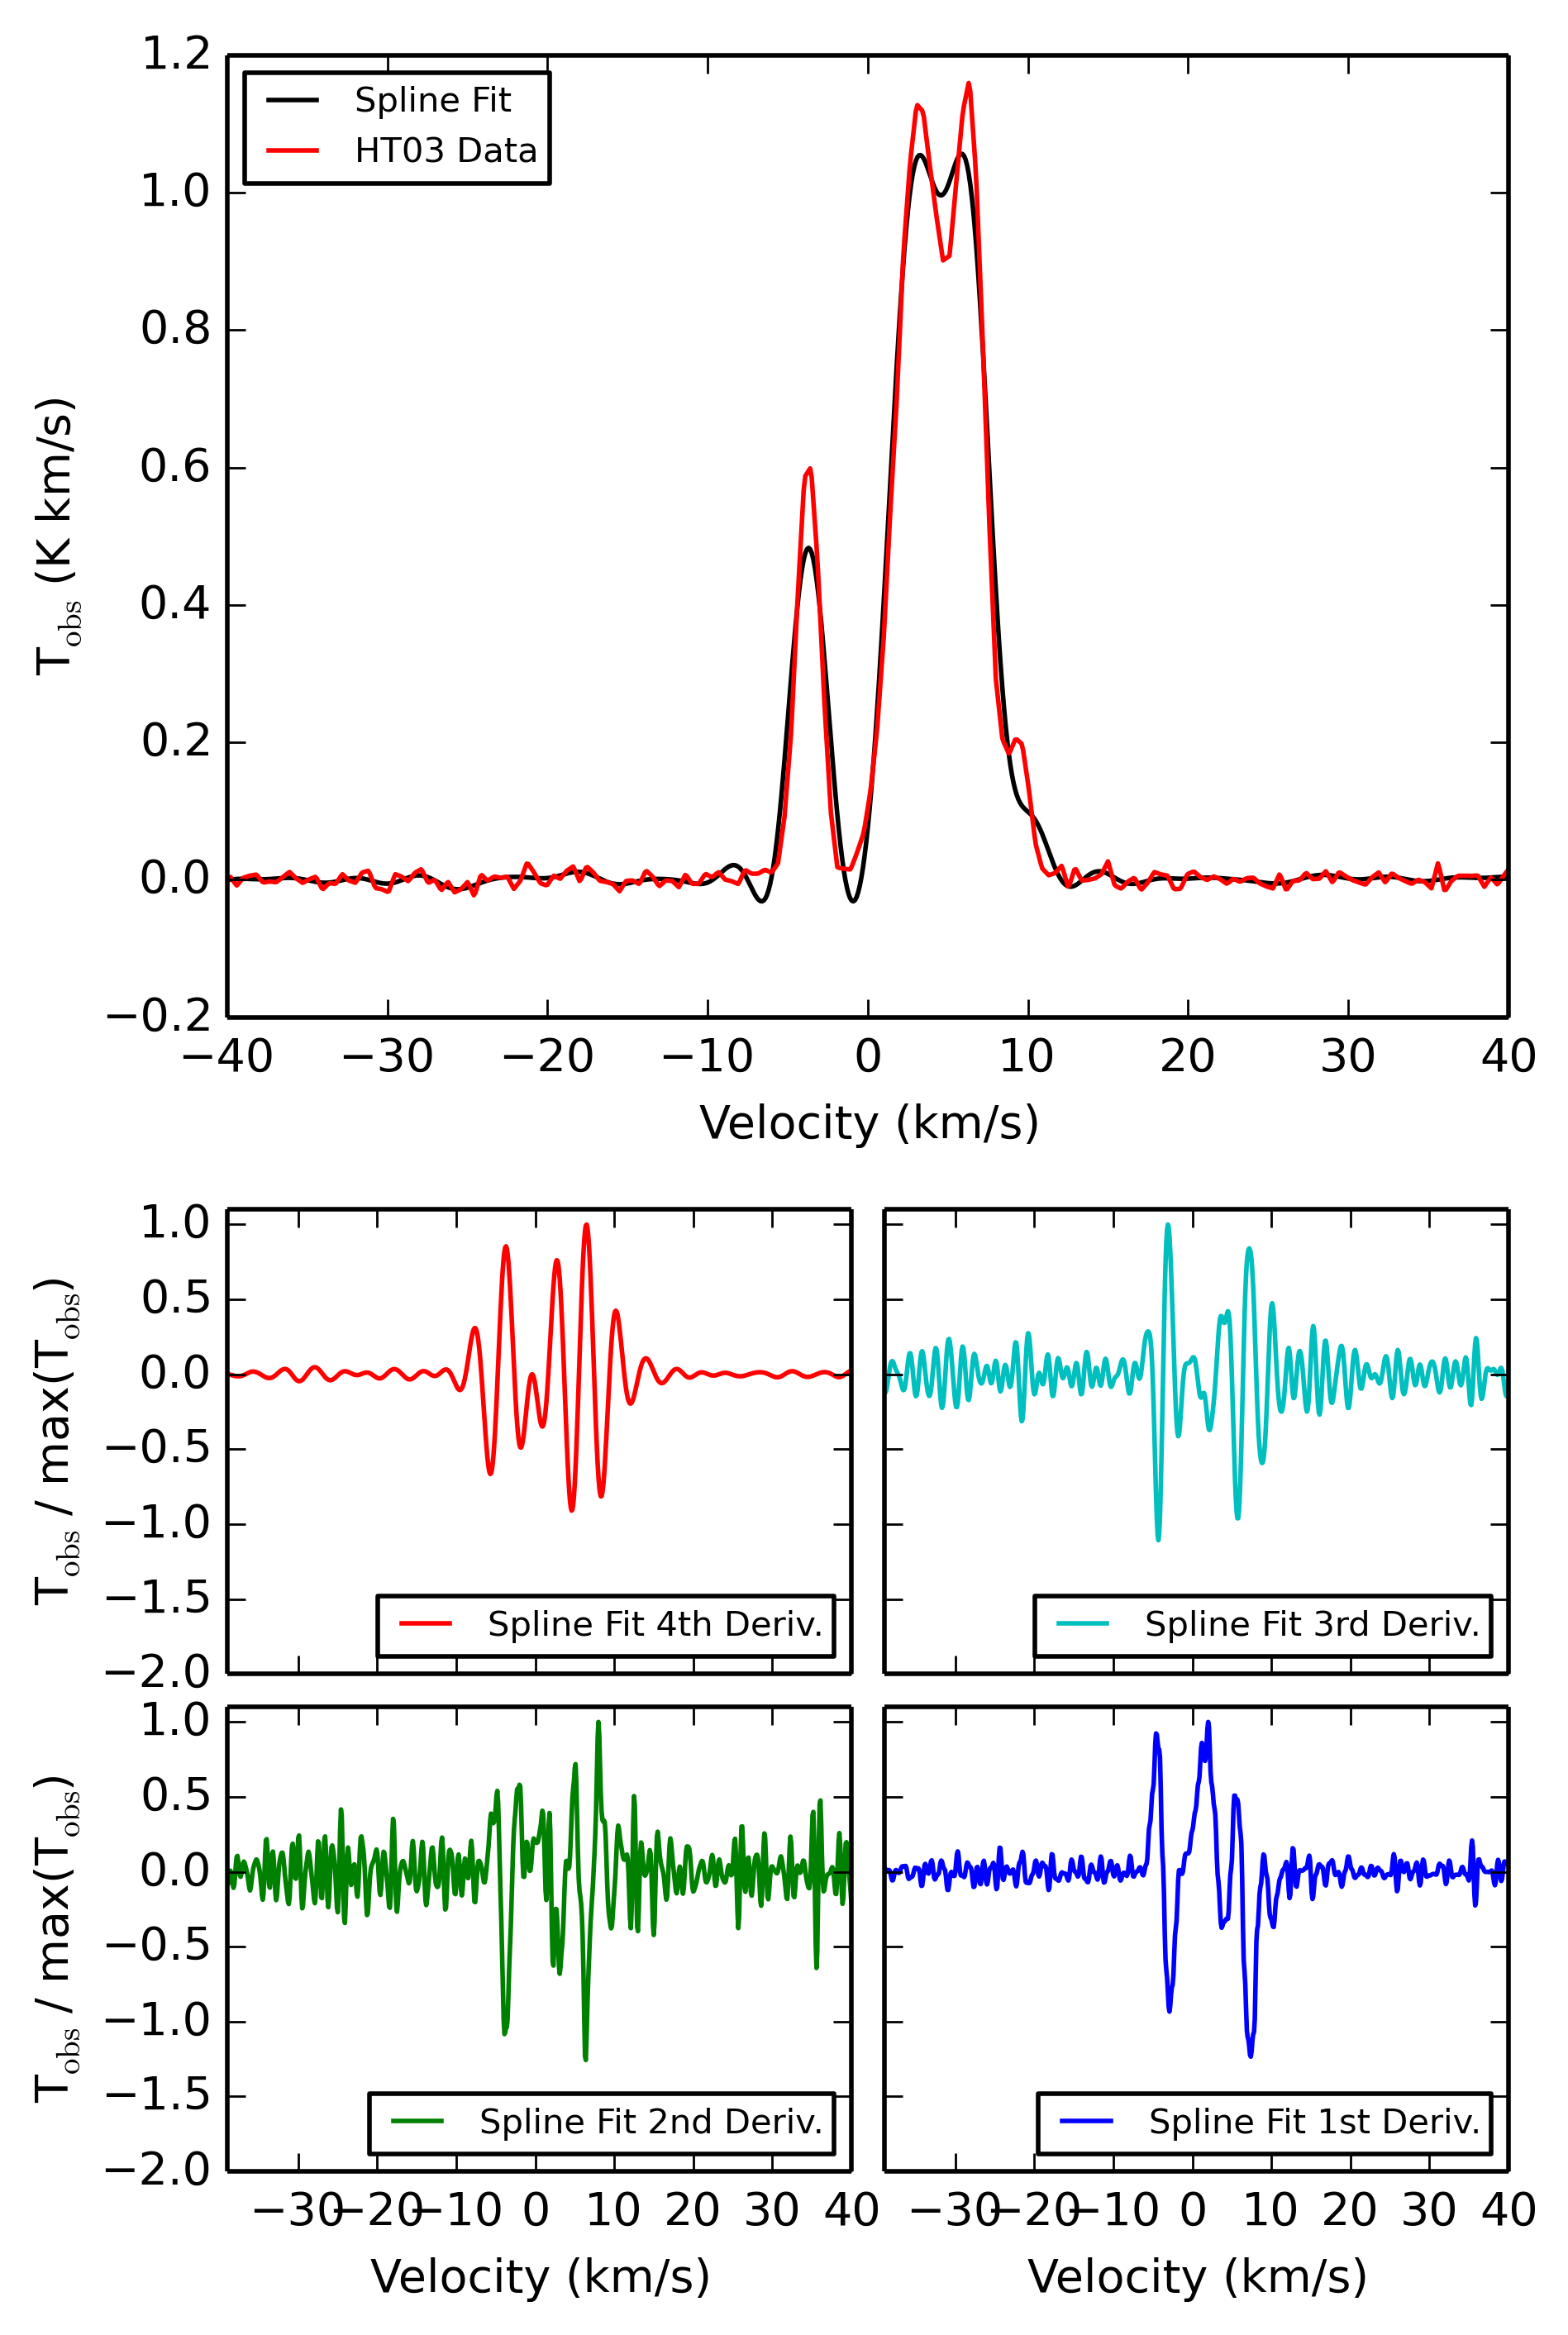 1.2
1.0
0.8
0.6
0.4
0.2
0.0
−0.2
T_obs (K km/s)
Spline Fit
HT03 Data
−40 −30 −20 −10 0 10 20 30 40
Velocity (km/s)
1.0
0.5
0.0
−0.5
−1.0
−1.5
−2.0
T_obs / max(T_obs)
Spline Fit 4th Deriv.
Spline Fit 3rd Deriv.
1.0
0.5
0.0
−0.5
−1.0
−1.5
−2.0
T_obs / max(T_obs)
Spline Fit 2nd Deriv.
Spline Fit 1st Deriv.
−30 −20 −10 0 10 20 30 40
−30 −20 −10 0 10 20 30 40
Velocity (km/s)
Velocity (km/s)